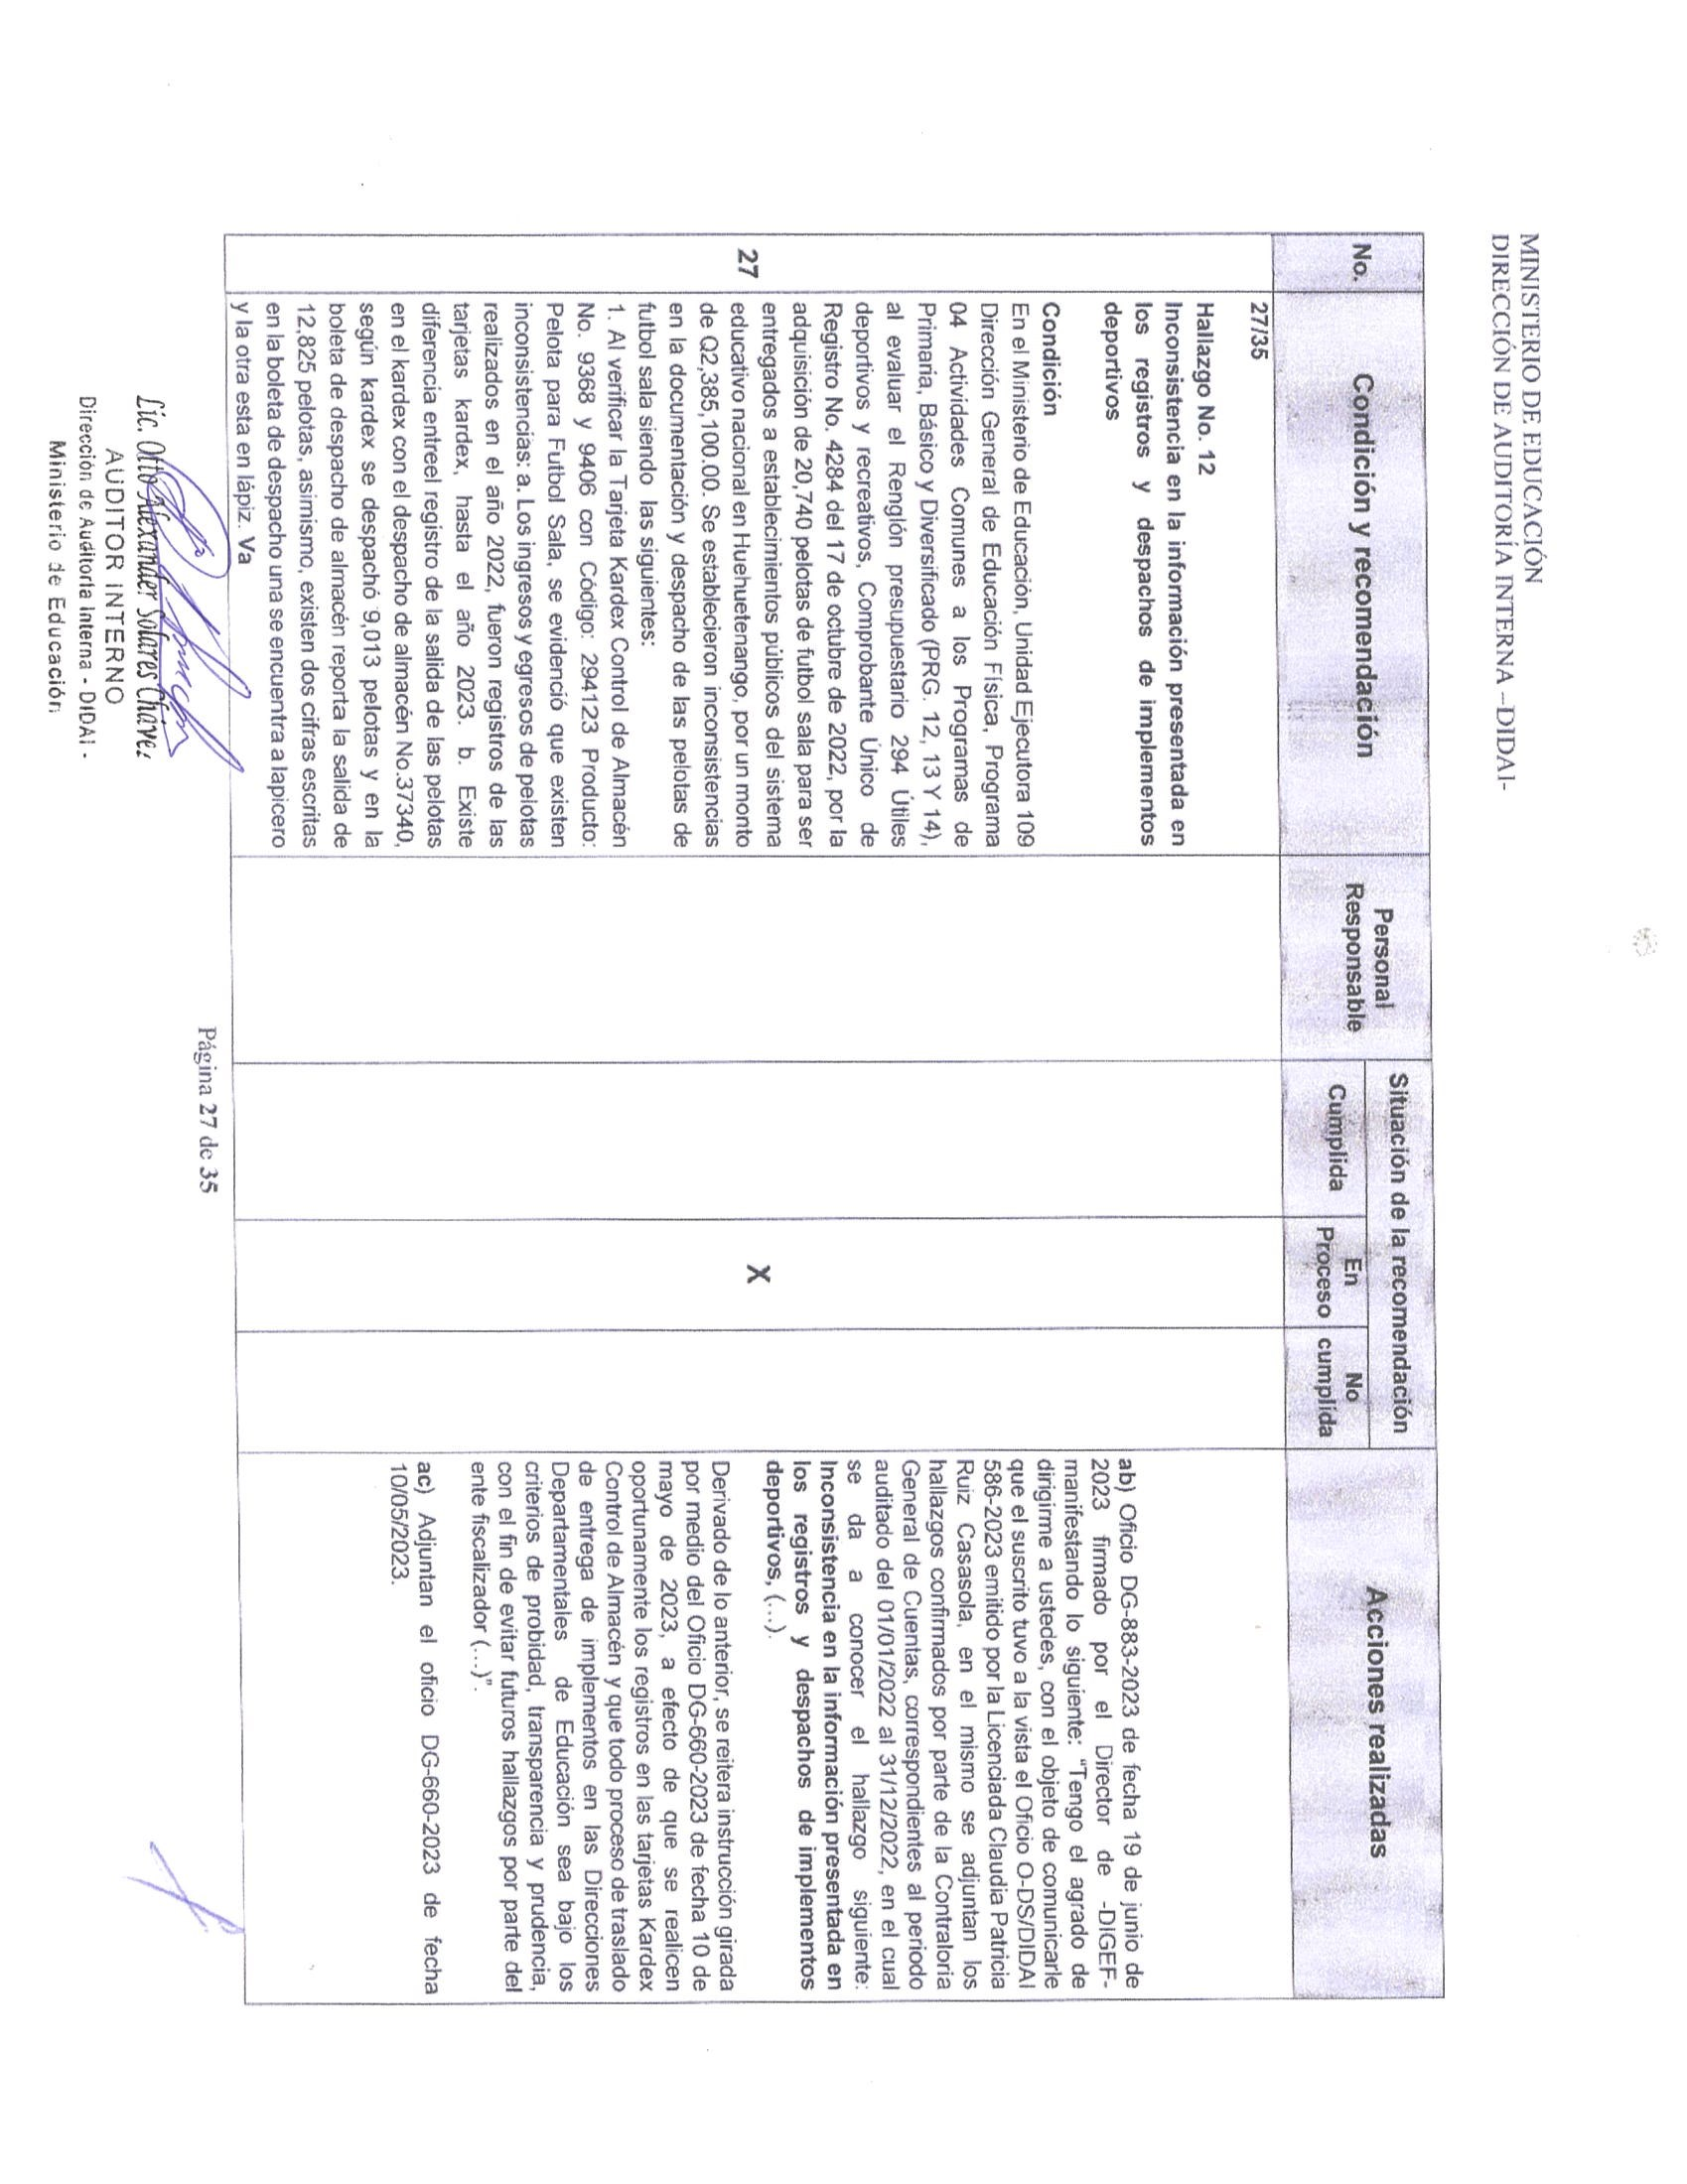 MINISTERIO DE EDUCACIÓN
DIRECCIÓN DE AUDITORÍA INTERNA –DIDAI-
No.
Condición y recomendación
Personal
Responsable
Situación de la recomendación
Cumplida
En
Proceso
No
cumplida
Acciones realizadas
27/35
27
Hallazgo No. 12
Inconsistencia en la información presentada en
los registros y despachos de implementos
deportivos
Condición
En el Ministerio de Educación, Unidad Ejecutora 109
Dirección General de Educación Física, Programa
04 Actividades Comunes a los Programas de
Primaria, Básico y Diversificado (PRG. 12, 13 Y 14),
al evaluar el Renglón presupuestario 294 Útiles
deportivos y recreativos, Comprobante Único de
Registro No. 4284 del 17 de octubre de 2022, por la
adquisición de 20,740 pelotas de futbol sala para ser
entregados a establecimientos públicos del sistema
educativo nacional en Huehuetenango, por un monto
de Q2,385,100.00. Se establecieron inconsistencias
en la documentación y despacho de las pelotas de
futbol sala siendo las siguientes:
1. Al verificar la Tarjeta Kardex Control de Almacén
No. 9368 y 9406 con Código: 294123 Producto:
Pelota para Futbol Sala, se evidenció que existen
inconsistencias: a. Los ingresos y egresos de pelotas
realizados en el año 2022, fueron registros de las
tarjetas kardex, hasta el año 2023. b. Existe
diferencia entreel registro de la salida de las pelotas
en el kardex con el despacho de almacén No.37340,
según kardex se despachó 9,013 pelotas y en la
boleta de despacho de almacén reporta la salida de
12,825 pelotas, asimismo, existen dos cifras escritas
en la boleta de despacho una se encuentra a lapicero
y la otra esta en lápiz. Va
X
ab) Oficio DG-883-2023 de fecha 19 de junio de
2023 firmado por el Director de -DIGEF-
manifestando lo siguiente: "Tengo el agrado de
dirigirme a ustedes, con el objeto de comunicarle
que el suscrito tuvo a la vista el Oficio O-DS/DIDAI
586-2023 emitido por la Licenciada Claudia Patricia
Ruiz Casasola, en el mismo se adjuntan los
hallazgos confirmados por parte de la Contraloria
General de Cuentas, correspondientes al periodo
auditado del 01/01/2022 al 31/12/2022, en el cual
se da a conocer el hallazgo siguiente:
Inconsistencia en la información presentada en
los registros y despachos de implementos
deportivos, (…).
Derivado de lo anterior, se reitera instrucción girada
por medio del Oficio DG-660-2023 de fecha 10 de
mayo de 2023, a efecto de que se realicen
oportunamente los registros en las tarjetas Kardex
Control de Almacén y que todo proceso de traslado
de entrega de implementos en las Direcciones
Departamentales de Educación sea bajo los
criterios de probidad, transparencia y prudencia,
con el fin de evitar futuros hallazgos por parte del
ente fiscalizador (…)".
ac) Adjuntan el oficio DG-660-2023 de fecha
10/05/2023.
Página 27 de 35
Lic. Otto Alexander Solares Chávez
AUDITOR INTERNO
Dirección de Auditoría Interna - DIDAI -
Ministerio de Educación